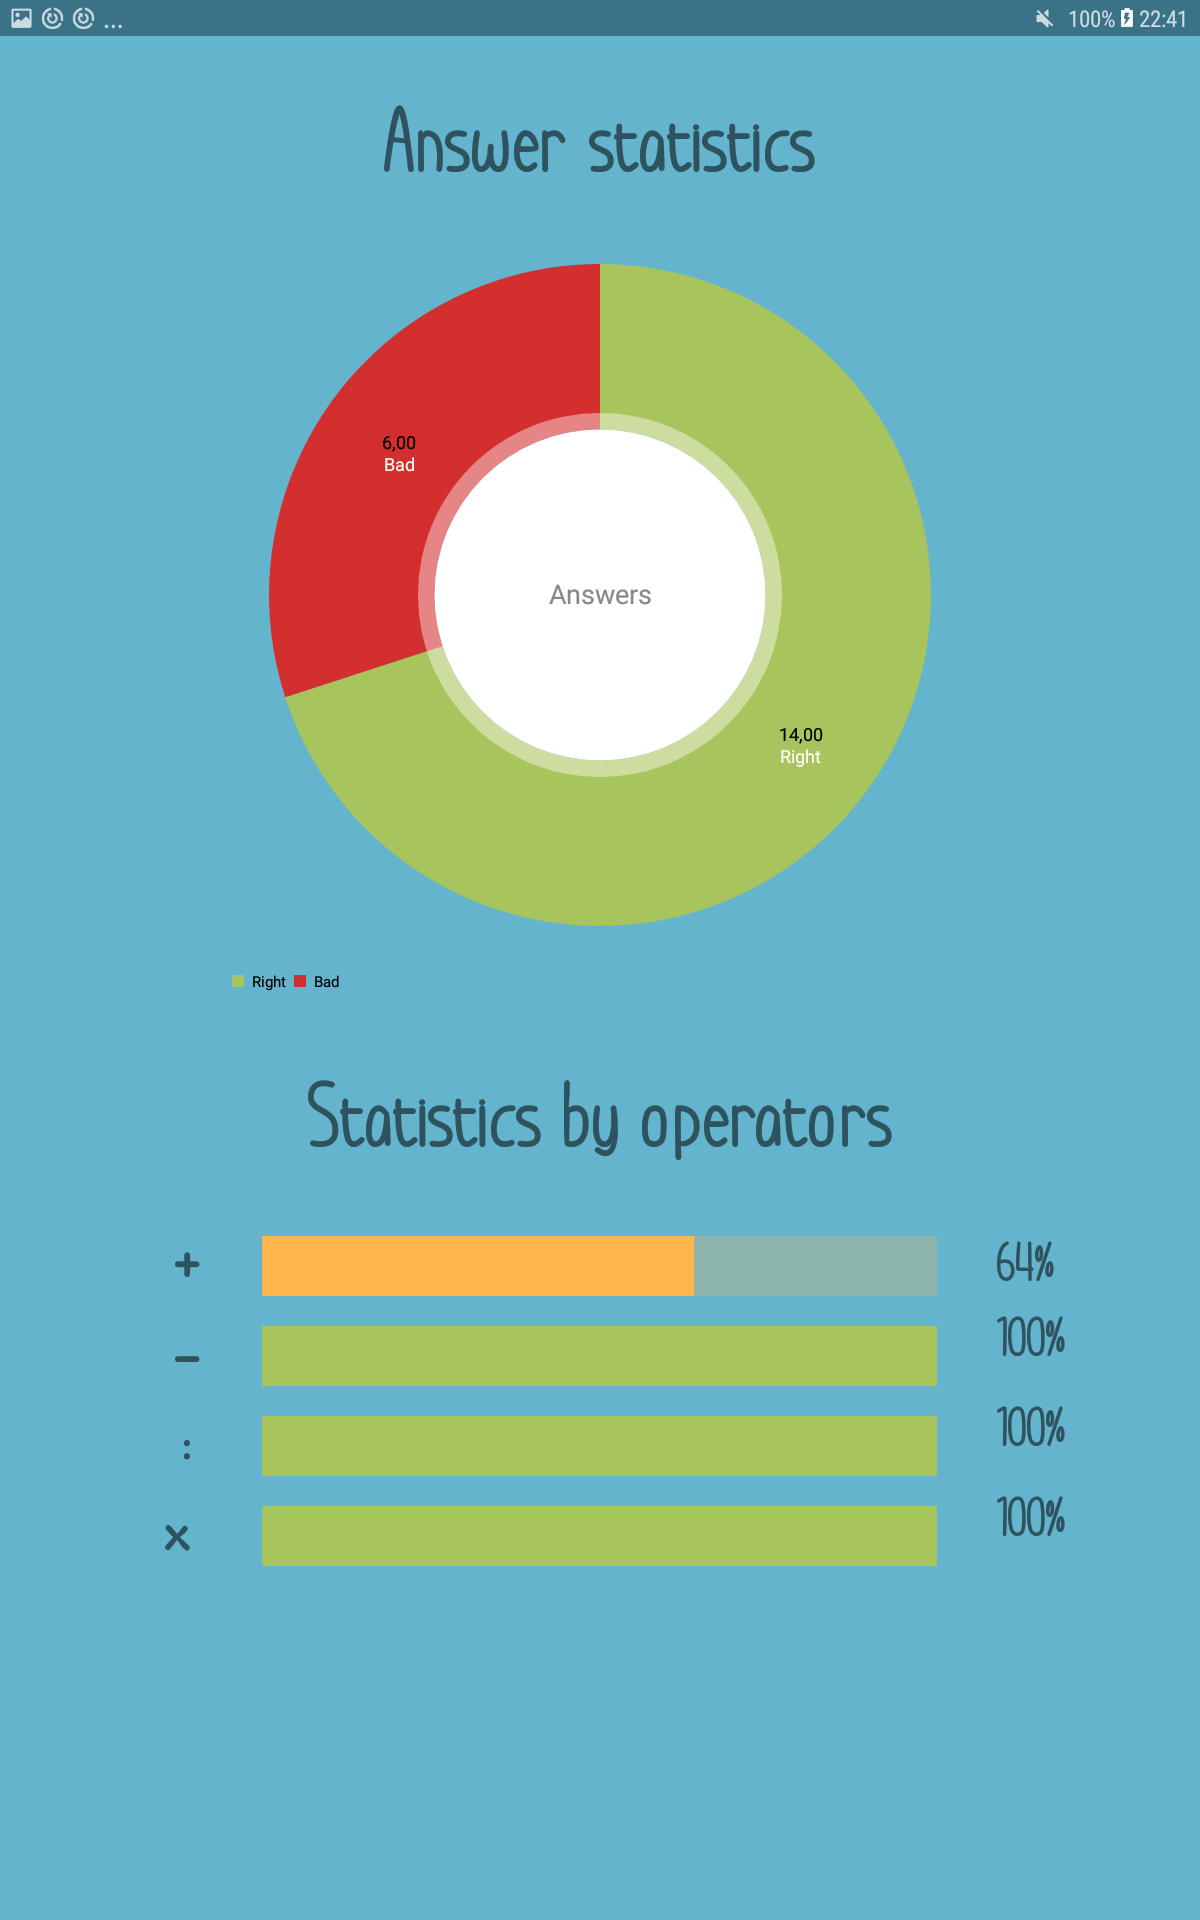 ... 100% 22:41
Answer statistics
6,00
Bad
Answers
14,00
Right
Right Bad
Statistics by operators
+ 64%
- 100%
: 100%
x 100%